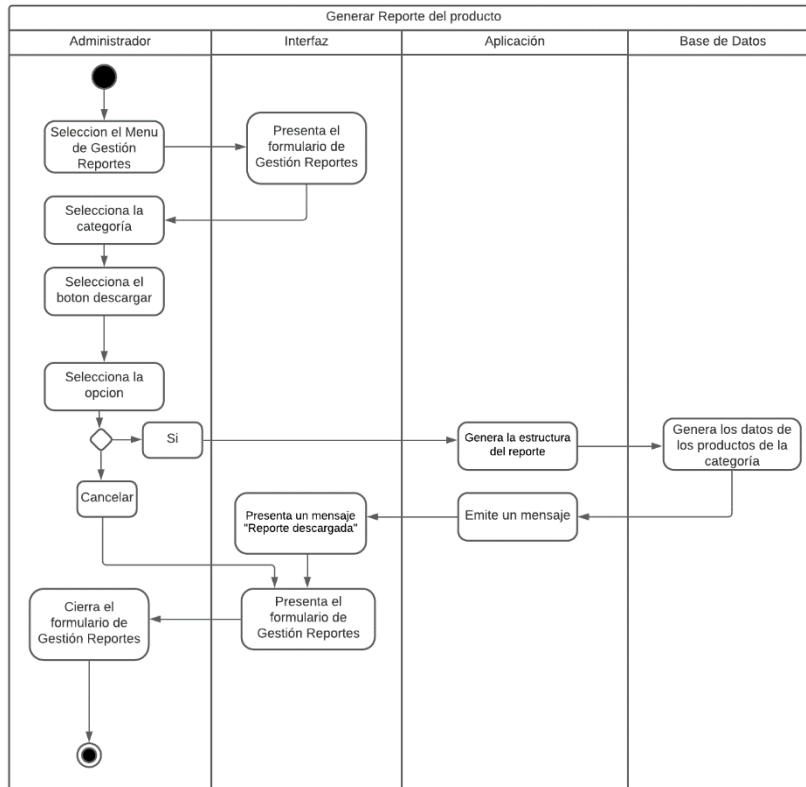 Generar Reporte del producto
Administrador
Interfaz
Aplicación
Base de Datos
Seleccion el Menu
de Gestión
Reportes
Presenta el
formulario de
Gestión Reportes
Selecciona la
categoría
Selecciona el
boton descargar
Selecciona la
opcion
Si
Genera la estructura
del reporte
Genera los datos de
los productos de la
categoría
Cancelar
Presenta un mensaje
"Reporte descargada"
Emite un mensaje
Cierra el
formulario de
Gestión Reportes
Presenta el
formulario de
Gestión Reportes